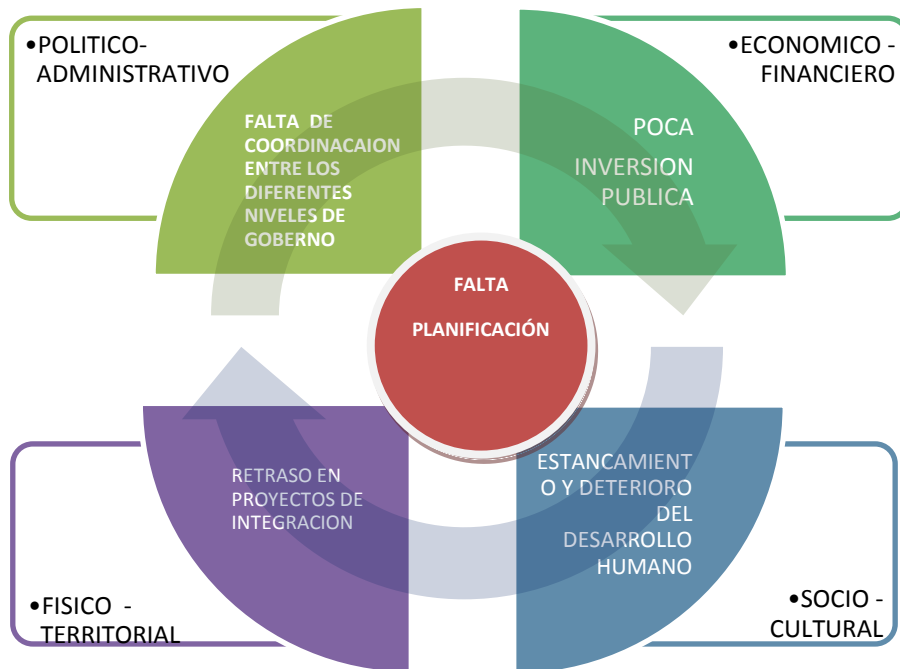 •POLITICO-
ADMINISTRATIVO
FALTA DE
COORDINACAION
ENTRE LOS
DIFERENTES
NIVELES DE
GOBERNO
•ECONOMICO -
FINANCIERO
POCA
INVERSION
PUBLICA
FALTA
PLANIFICACIÓN
RETRASO EN
PROYECTOS DE
INTEGRACION
•FISICO -
TERRITORIAL
ESTANCAMIENT
O Y DETERIORO
DEL
DESARROLLO
HUMANO
•SOCIO -
CULTURAL